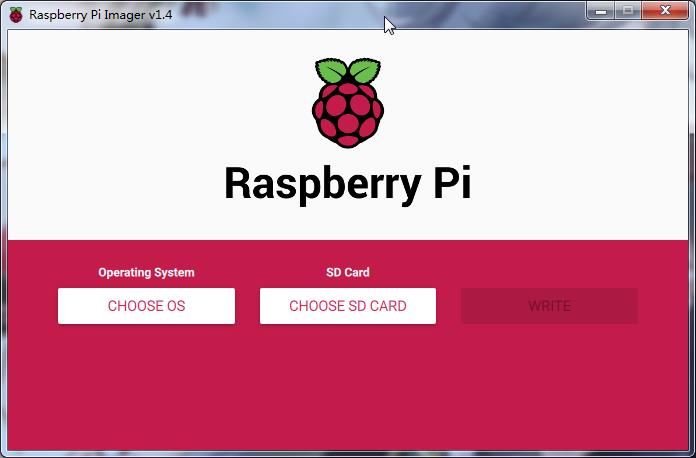 Raspberry Pi Imager v1.4
Raspberry Pi
Operating System
SD Card
CHOOSE OS
CHOOSE SD CARD
WRITE